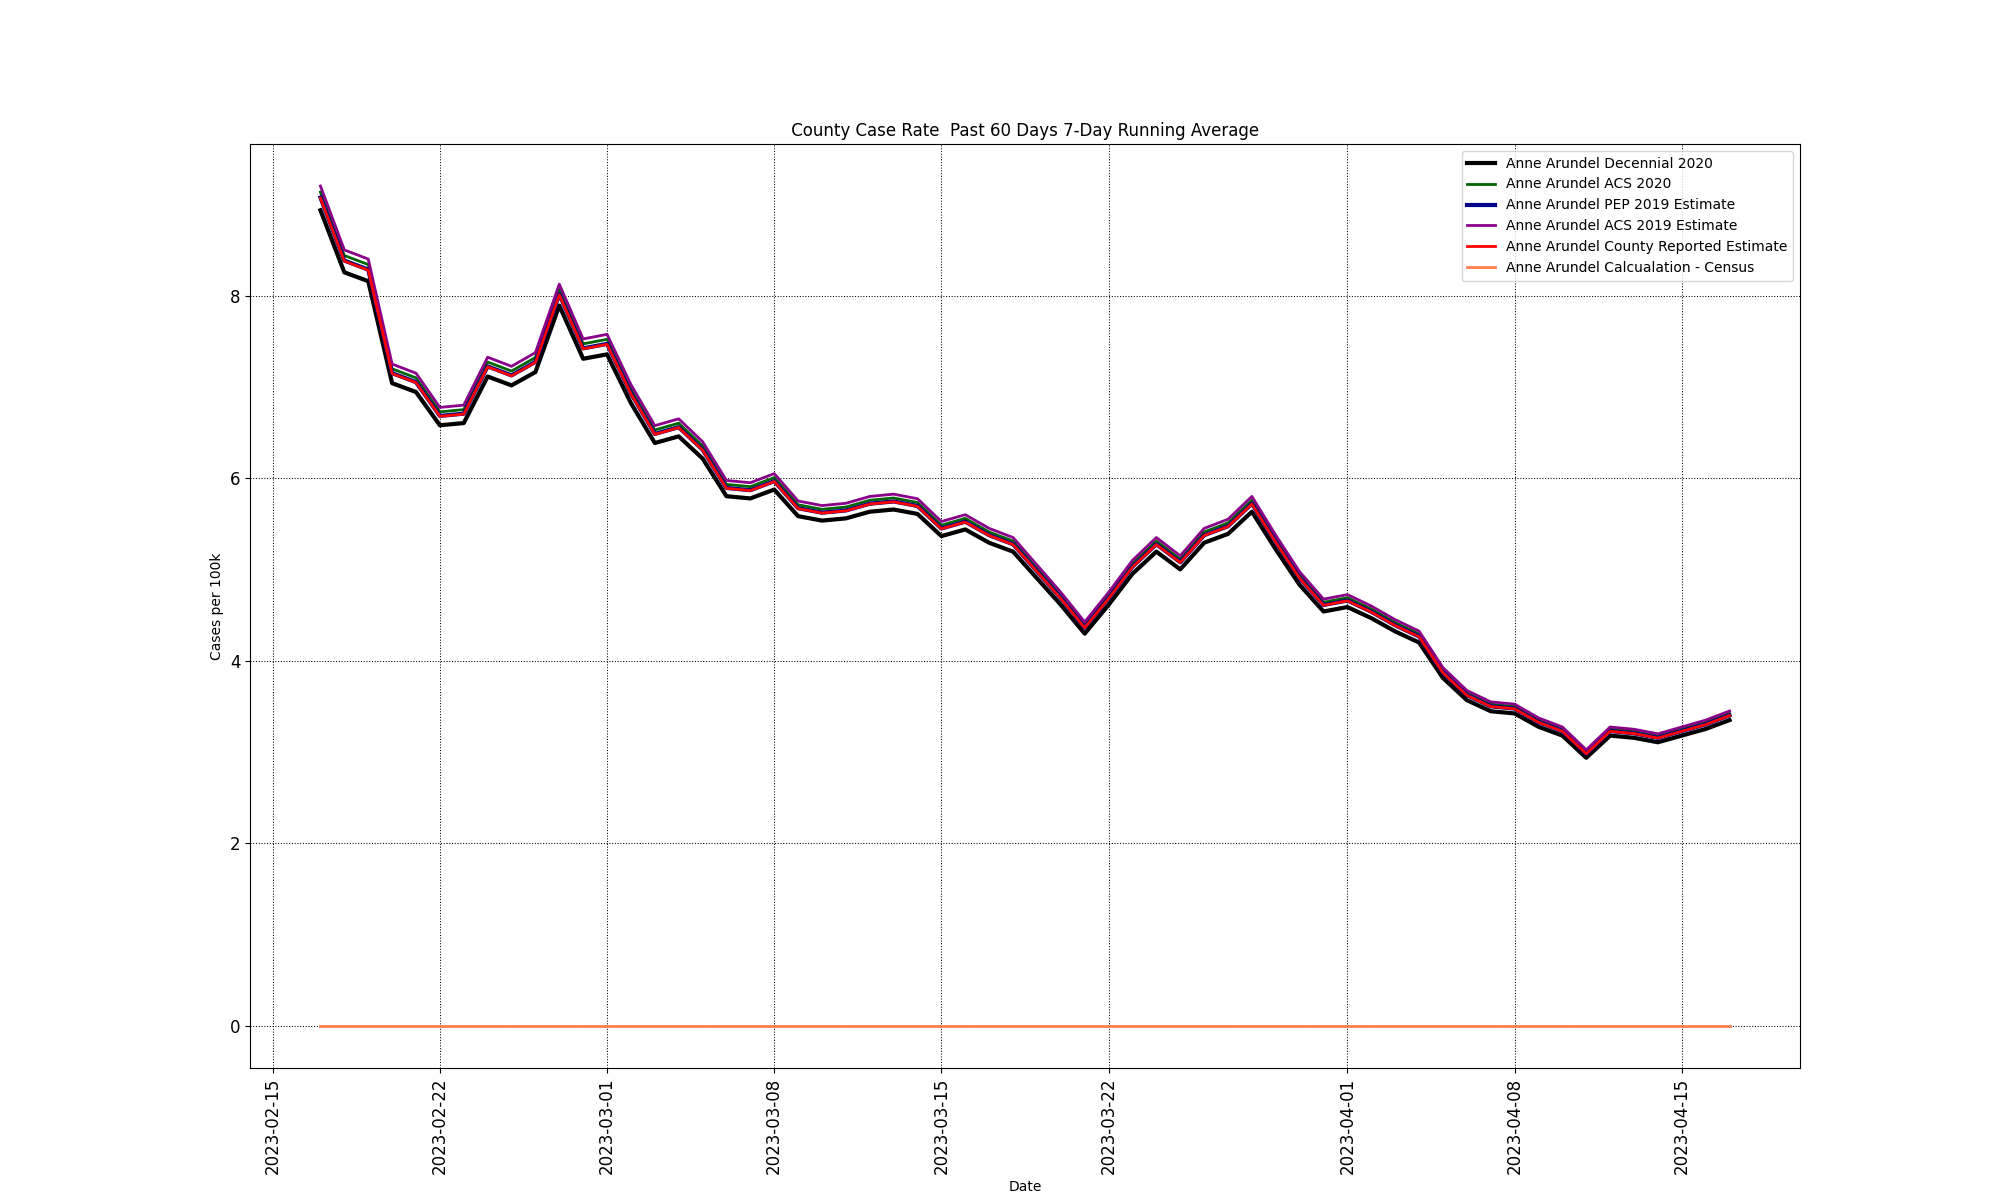 County Case Rate  Past 60 Days 7-Day Running Average
Anne Arundel Decennial 2020
Anne Arundel ACS 2020
Anne Arundel PEP 2019 Estimate
Anne Arundel ACS 2019 Estimate
Anne Arundel County Reported Estimate
Anne Arundel Calcualation - Census
Cases per 100k
8
6
4
2
0
2023-02-15
2023-02-22
2023-03-01
2023-03-08
2023-03-15
2023-03-22
2023-04-01
2023-04-08
2023-04-15
Date